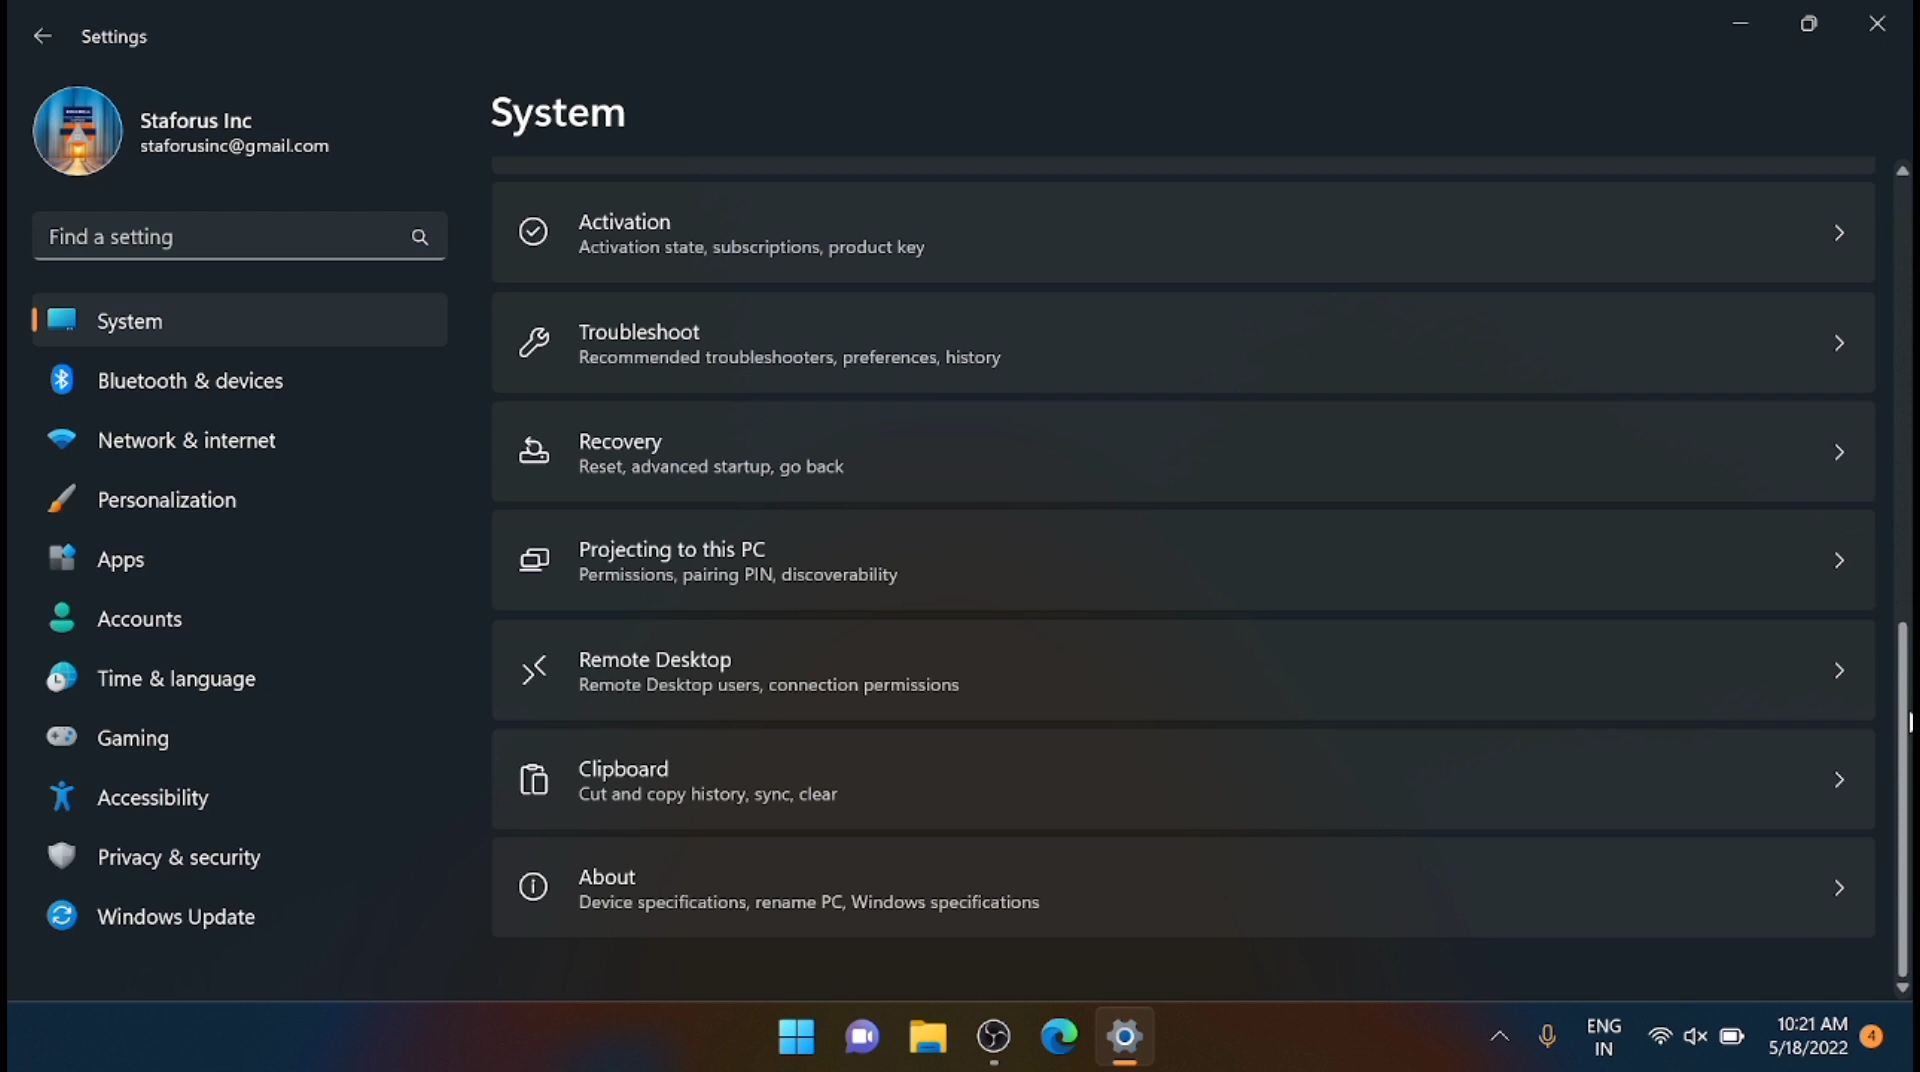 Settings
Staforus Inc
staforusinc@gmail.com
Find a setting
System
Bluetooth & devices
Network & internet
Personalization
Apps
Accounts
Time & language
Gaming
Accessibility
Privacy & security
Windows Update
System
Activation
Activation state, subscriptions, product key
Troubleshoot
Recommended troubleshooters, preferences, history
Recovery
Reset, advanced startup, go back
Projecting to this PC
Permissions, pairing PIN, discoverability
Remote Desktop
Remote Desktop users, connection permissions
Clipboard
Cut and copy history, sync, clear
About
Device specifications, rename PC, Windows specifications
ENG
IN
10:21 AM
5/18/2022
4